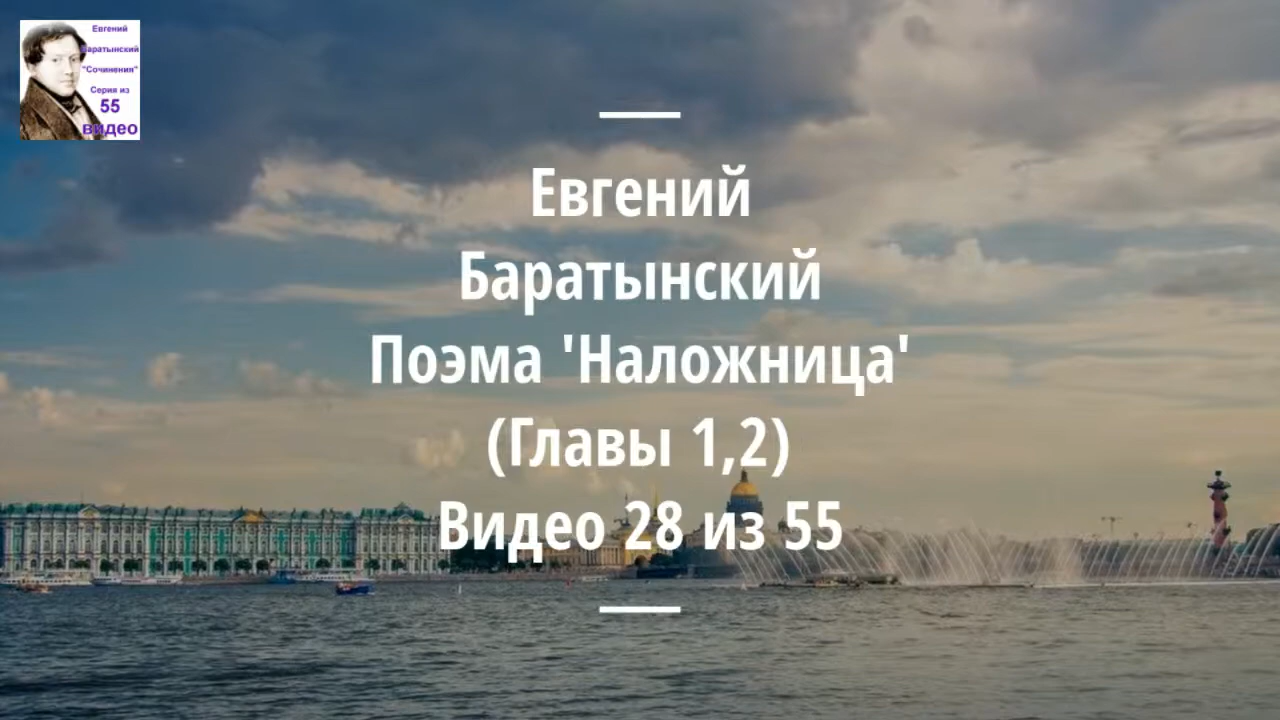 Евгений
Баратынский
"Сочинения"
Серия из
55
видео
Евгений
Баратынский
Поэма 'Наложница'
(Главы 1,2)
Видео 28 из 55